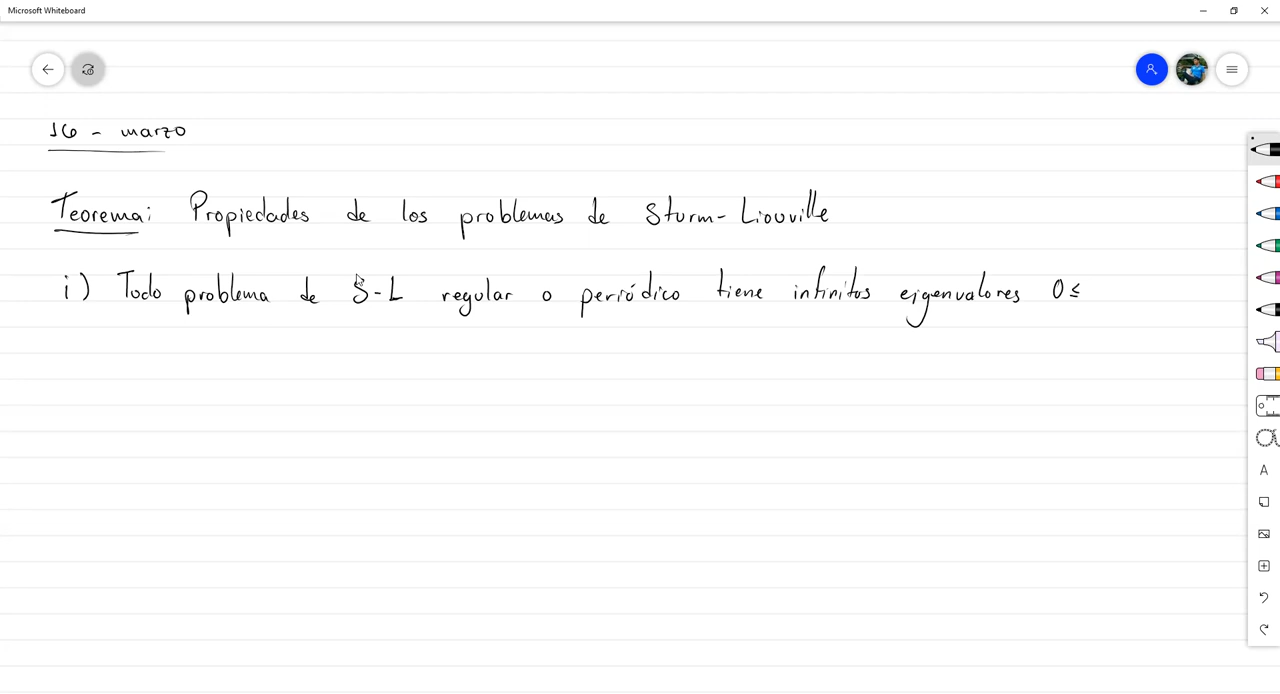 Microsoft Whiteboard
16 - marzo
Teorema: Propiedades de los problemas de Sturm-Liouville
i) Todo problema de S-L regular o periódico tiene infinitos eigenvalores 0 ≤
A